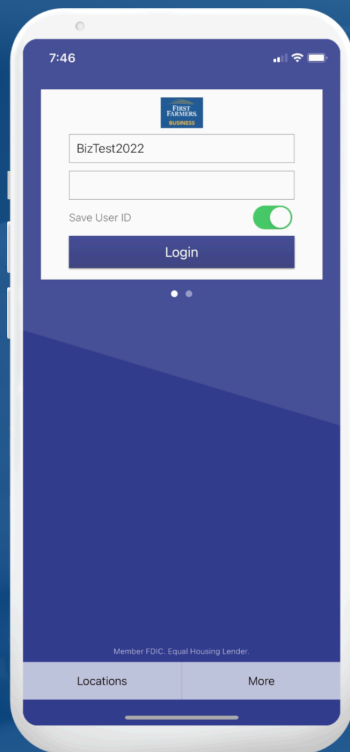 7:46
FIRST
FARMERS
BUSINESS
BizTest2022
Save User ID
Login
Member FDIC. Equal Housing Lender.
Locations More